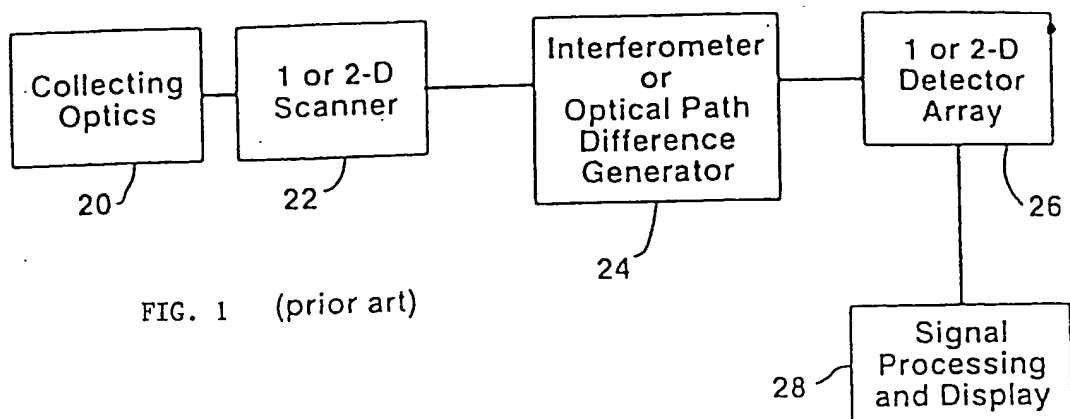 Collecting
Optics
20
1 or 2-D
Scanner
22
Interferometer
or
Optical Path
Difference
Generator
24
1 or 2-D
Detector
Array
26
Signal
Processing
and Display
28
FIG. 1 (prior art)